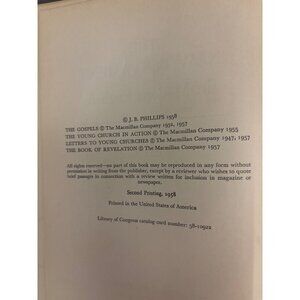 © J. B. PHILLIPS 1958
THE GOSPELS © The Macmillan Company 1952, 1957
THE YOUNG CHURCH IN ACTION © The Macmillan Company 1955
LETTERS TO YOUNG CHURCHES © The Macmillan Company 1947, 1957
THE BOOK OF REVELATION © The Macmillan Company 1957
All rights reserved—no part of this book may be reproduced in any form without
permission in writing from the publisher, except by a reviewer who wishes to quote
brief passages in connection with a review written for inclusion in magazine or
newspaper.
Second Printing, 1958
Printed in the United States of America
Library of Congress catalog card number: 58-10922